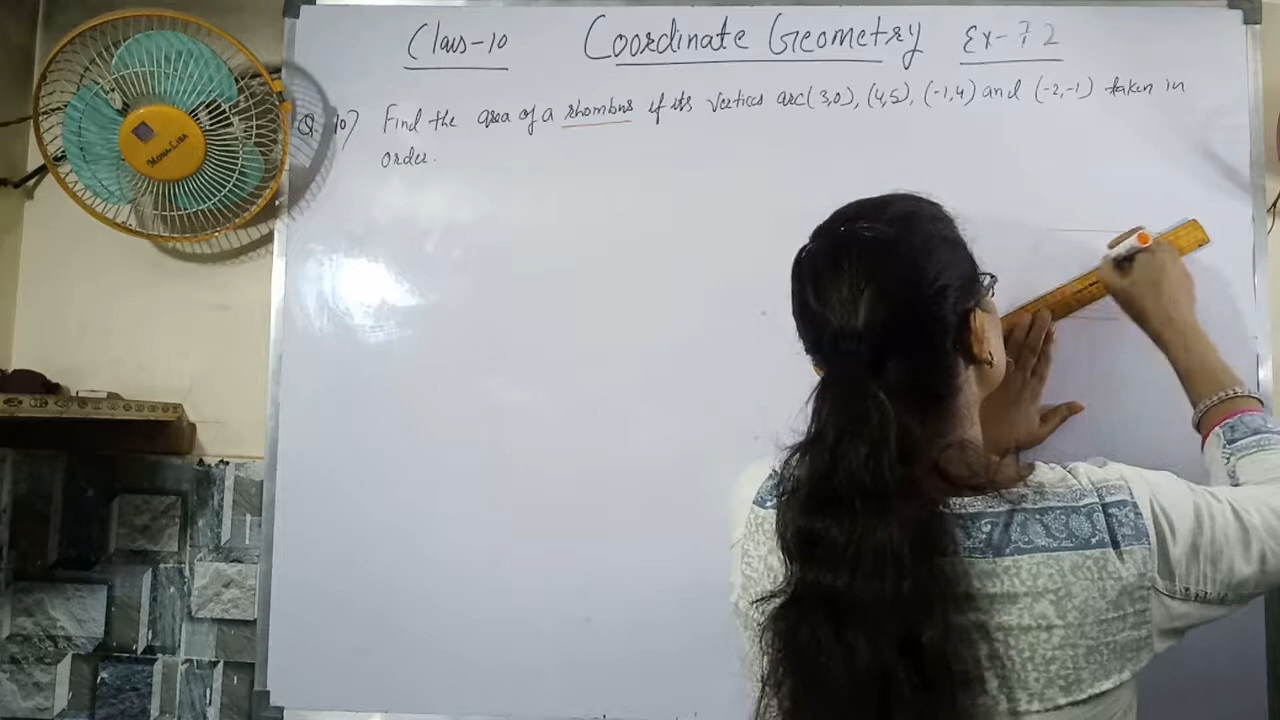 Class-10 Coordinate Geometry Ex-7.2
Q. 10) Find the area of a rhombus if its vertices are (3,0), (4,5), (-1,4) and (-2,-1) taken in
order.
MONALISA